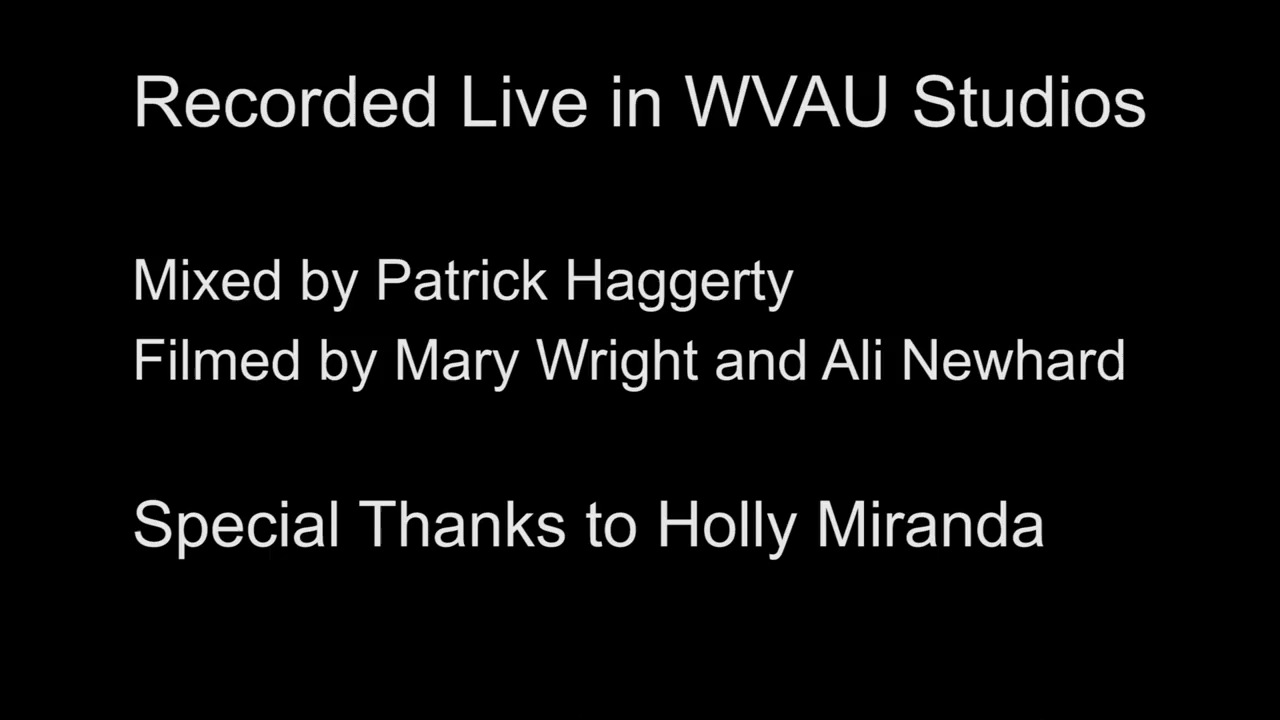 Recorded Live in WVAU Studios
Mixed by Patrick Haggerty
Filmed by Mary Wright and Ali Newhard
Special Thanks to Holly Miranda